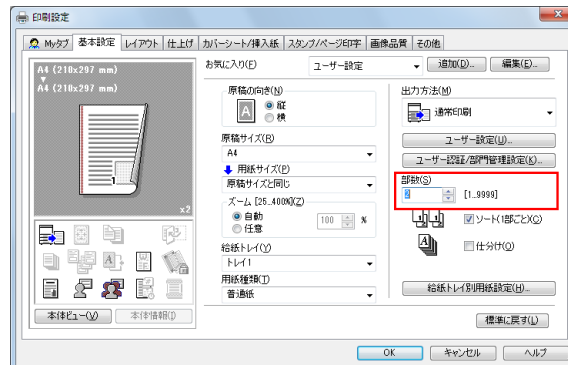 印刷設定
Myタブ 基本設定 レイアウト 仕上げ カバーシート/挿入紙 スタンプ/ページ印字 画像品質 その他
A4 (210x297 mm)
A4 (210x297 mm)
1
x2
本体ビュー(V) 本体情報(I)
お気に入り(F) ユーザー設定 追加(D)... 編集(E)...
原稿の向き(N)
A
縦
横
原稿サイズ(R)
A4
用紙サイズ(P)
原稿サイズと同じ
ズーム [25..400%](Z)
自動
任意
100 %
給紙トレイ(Y)
トレイ1
用紙種類(T)
普通紙
出力方法(M)
通常印刷
ユーザー設定(U)...
ユーザー認証/部門管理設定(K)...
部数(S)
2 [1..9999]
ソート(1部ごと)(C)
仕分け(O)
給紙トレイ別用紙設定(H)...
標準に戻す(L)
OK キャンセル ヘルプ